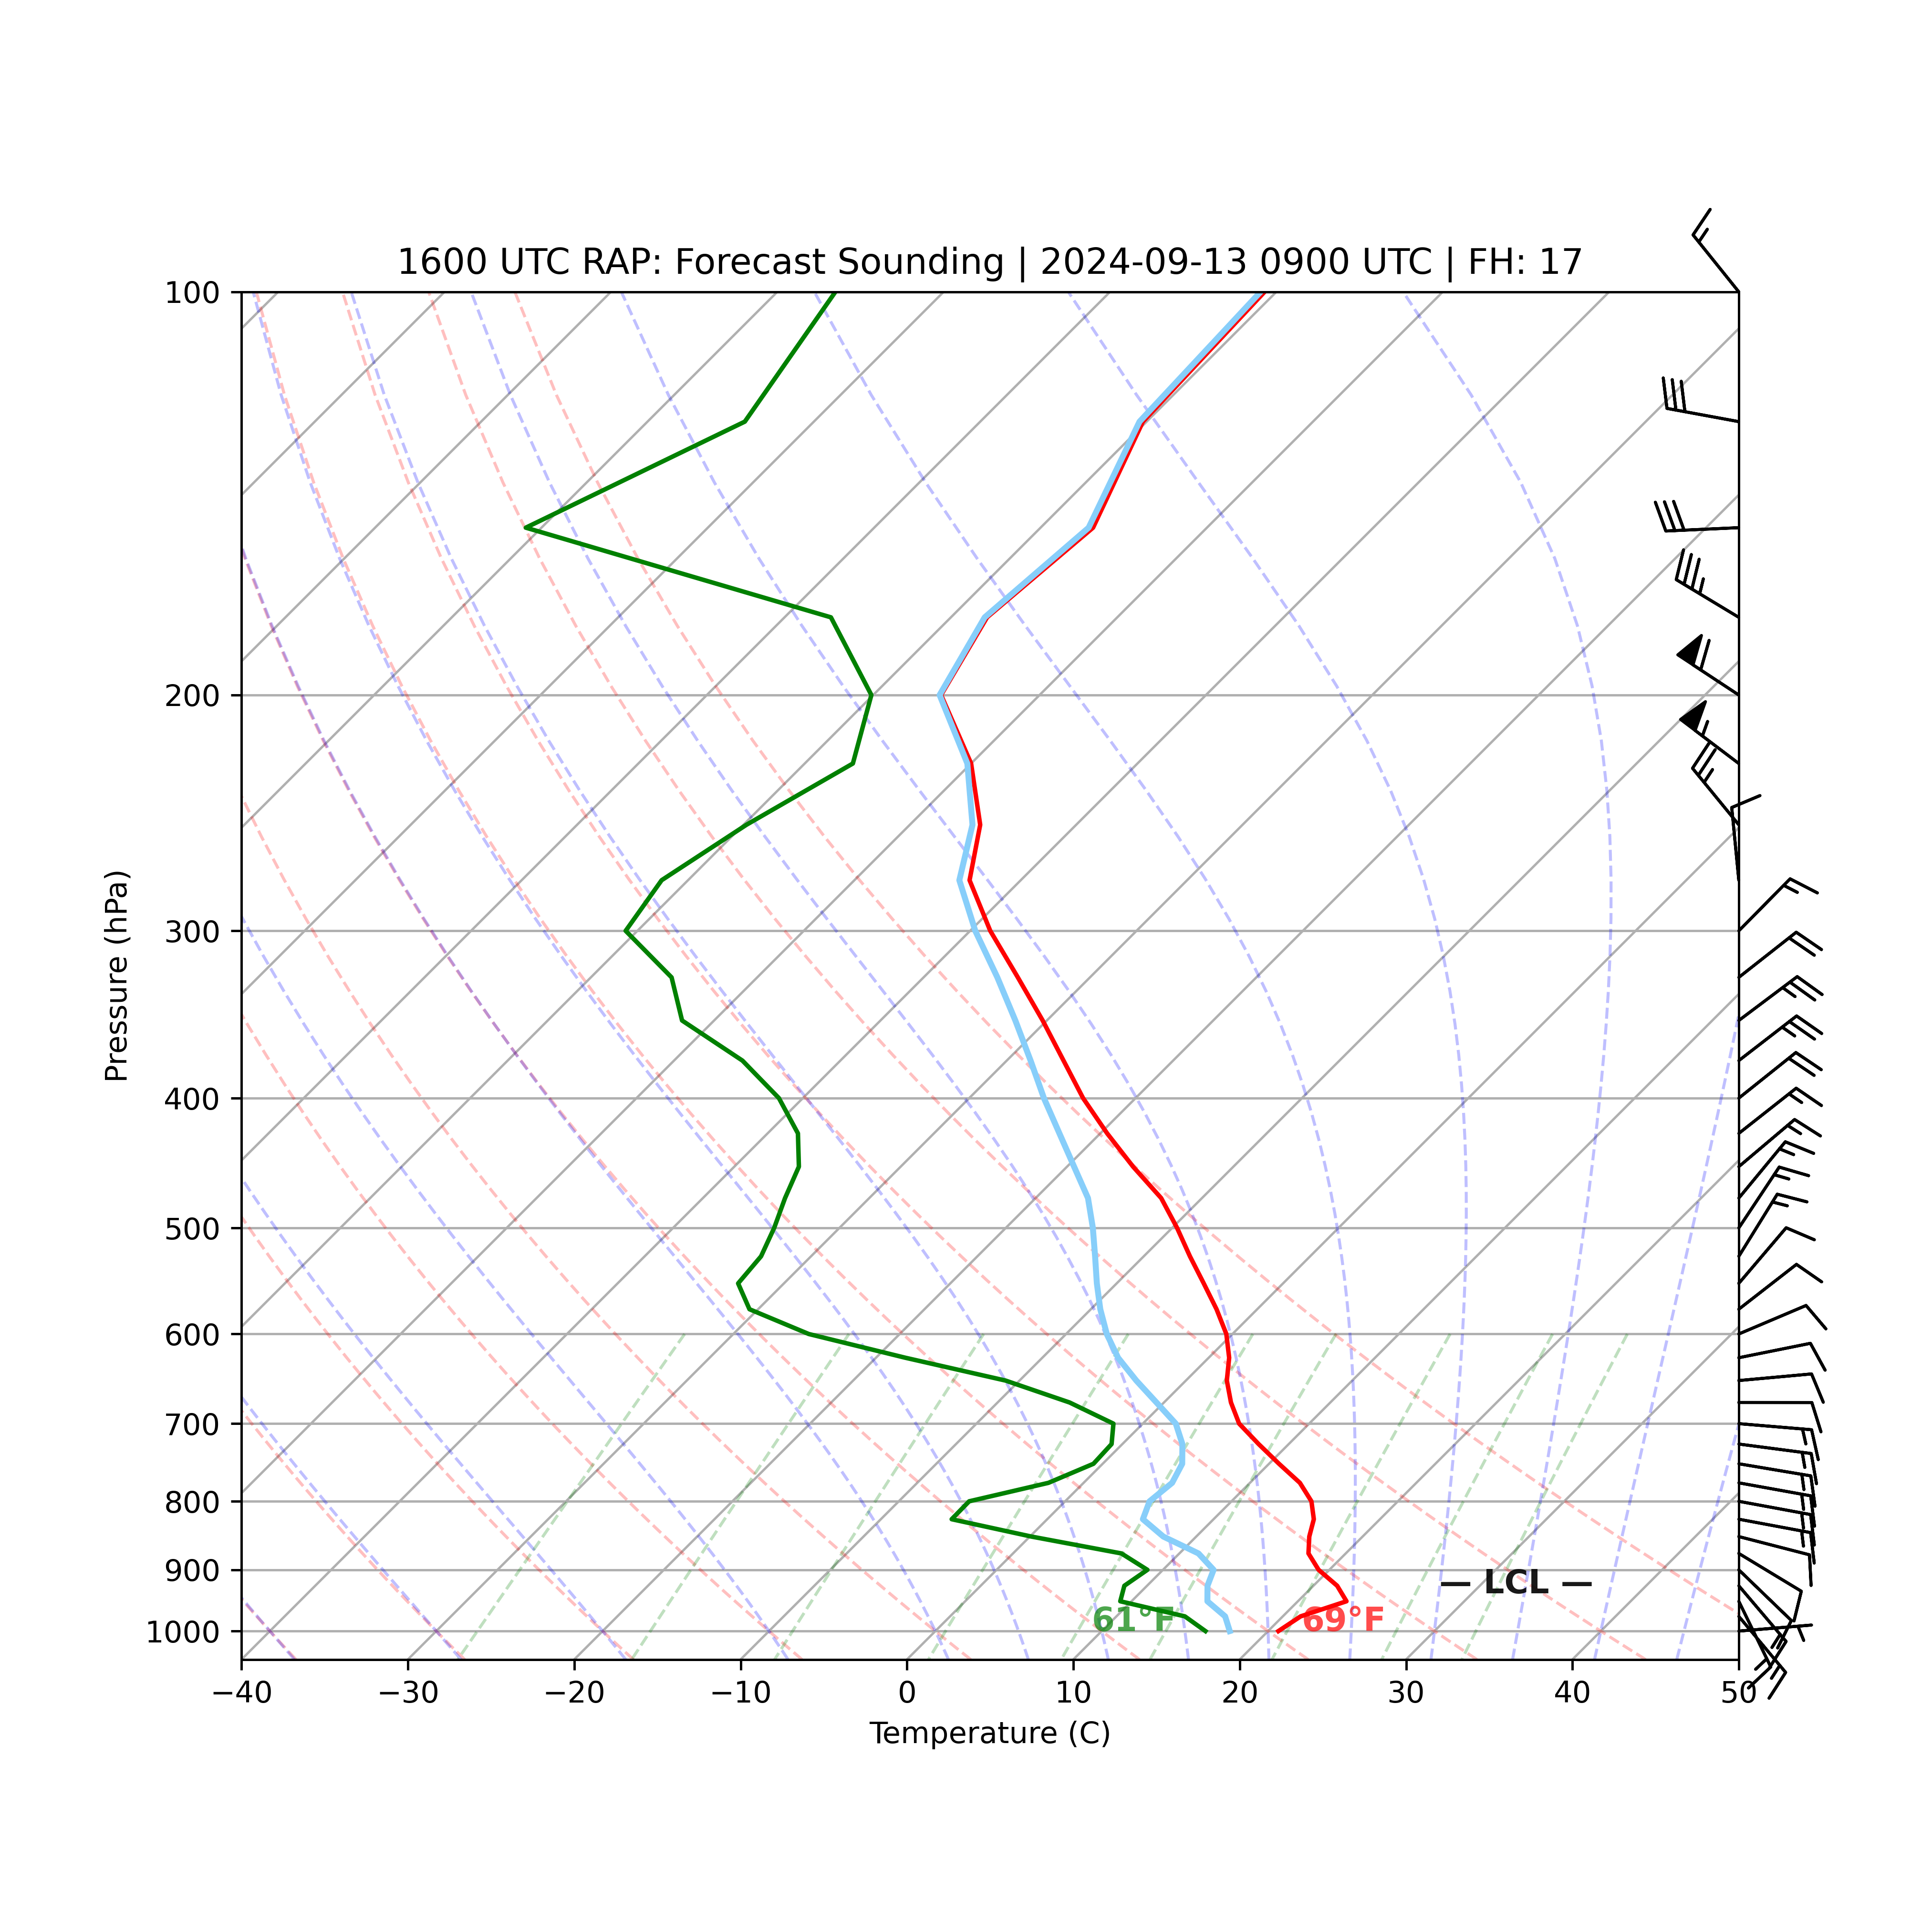 1600 UTC RAP: Forecast Sounding | 2024-09-13 0900 UTC | FH: 17
100
200
300
400
500
600
700
800
900
1000
Pressure (hPa)
— LCL —
61°F
69°F
−40 −30 −20 −10 0 10 20 30 40 50
Temperature (C)